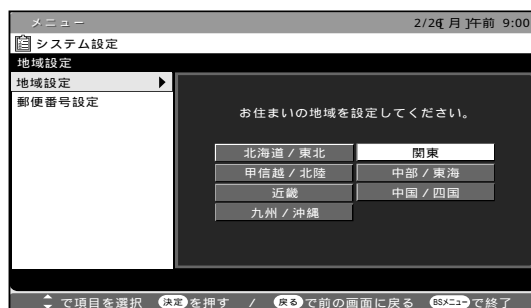 メニュー 2/26[月]午前 9:00
システム設定
地域設定
地域設定
郵便番号設定
お住まいの地域を設定してください。
北海道/東北 関東
甲信越/北陸 中部/東海
近畿 中国/四国
九州/沖縄
で項目を選択 決定を押す / 戻るで前の画面に戻る BSメニューで終了